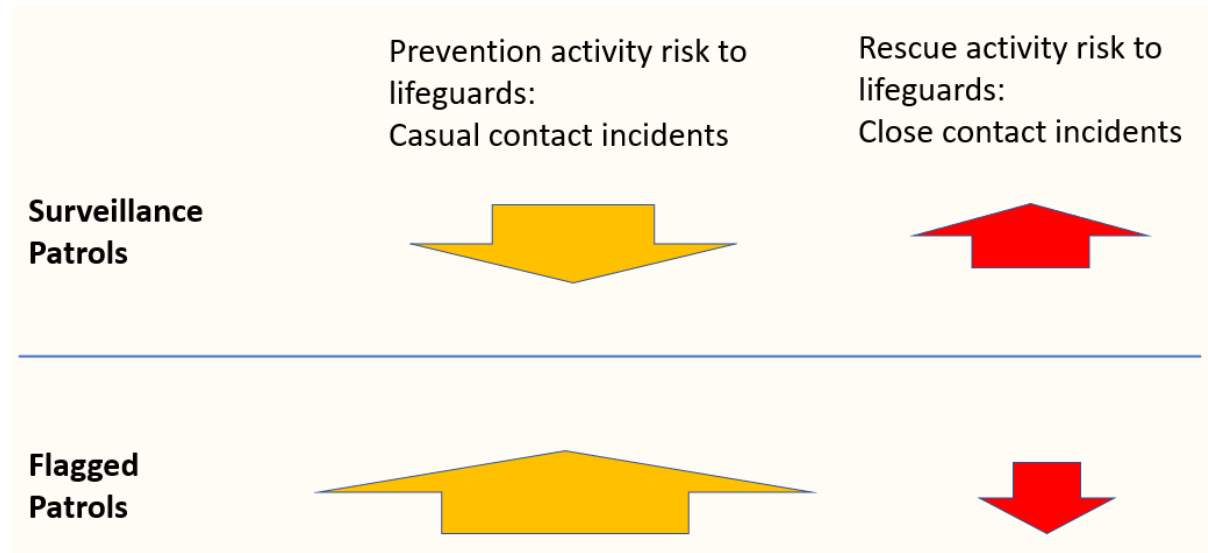 Prevention activity risk to
lifeguards:
Casual contact incidents
Rescue activity risk to
lifeguards:
Close contact incidents
Surveillance
Patrols
Flagged
Patrols